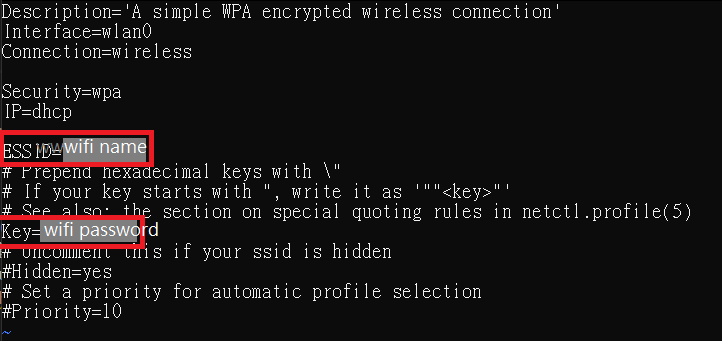 Description='A simple WPA encrypted wireless connection'
Interface=wlan0
Connection=wireless
Security=wpa
IP=dhcp
ESSID=wifi name
# Prepend hexadecimal keys with \"
# If your key starts with ", write it as '""<key>"'
# See also: the section on special quoting rules in netctl.profile(5)
Key= wifi password
# Uncomment this if your ssid is hidden
#Hidden=yes
# Set a priority for automatic profile selection
#Priority=10
~